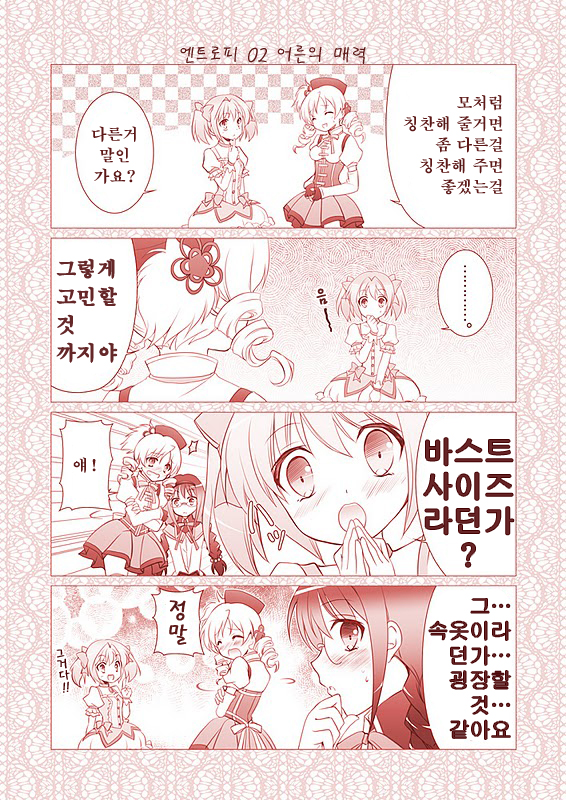 엔트로피 02 어른의 매력
모처럼
칭찬해 줄거면
좀 다른걸
칭찬해 주면
좋겠는걸
다른거
말인
가요?
………。
음~
그렇게
고민할
것
까지야
바스트
사이즈
라던가
?
얘!
그…
속옷이라
던가…
굉장할
것…
같아요
정
말
그거다!!